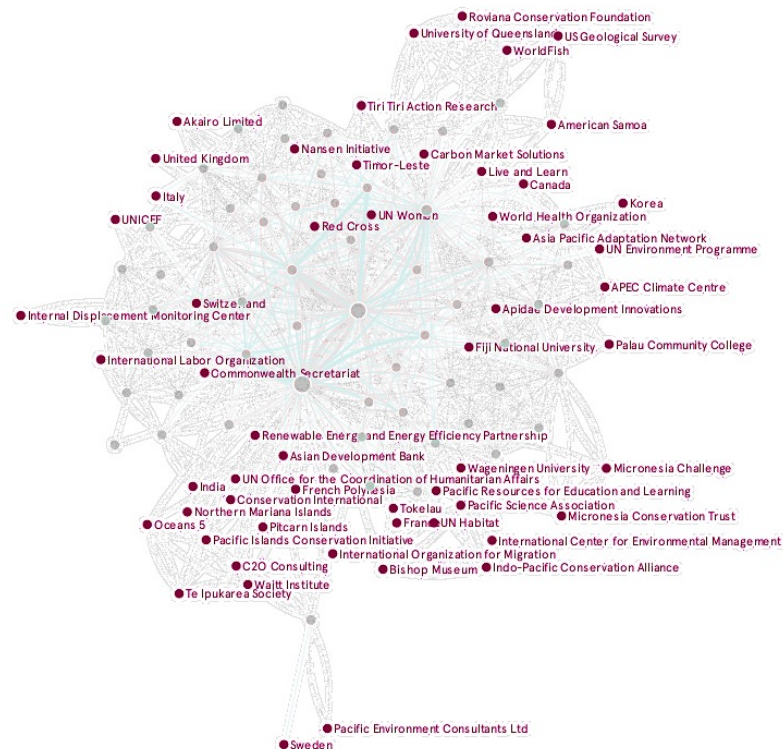 Roviana Conservation Foundation
University of Queensland
US Geological Survey
WorldFish
Tiri Tiri Action Research
Akairo Limited
American Samoa
Nansen Initiative
Carbon Market Solutions
United Kingdom
Timor-Leste
Live and Learn
Canada
Italy
Korea
UNICEF
UN Women
World Health Organization
Red Cross
Asia Pacific Adaptation Network
UN Environment Programme
APEC Climate Centre
Switzerland
Apidae Development Innovations
Internal Displacement Monitoring Center
Fiji National University
Palau Community College
International Labor Organization
Commonwealth Secretariat
Renewable Energy and Energy Efficiency Partnership
Asian Development Bank
Wageningen University
Micronesia Challenge
UN Office for the Coordination of Humanitarian Affairs
India
French Polynesia
Pacific Resources for Education and Learning
Conservation International
Pacific Science Association
Northern Mariana Islands
Tokelau
Micronesia Conservation Trust
Oceans 5
Pitcarn Islands
France
UN Habitat
Pacific Islands Conservation Initiative
International Center for Environmental Management
International Organization for Migration
C2O Consulting
Bishop Museum
Indo-Pacific Conservation Alliance
Waitt Institute
Te Ipukarea Society
Pacific Environment Consultants Ltd
Sweden